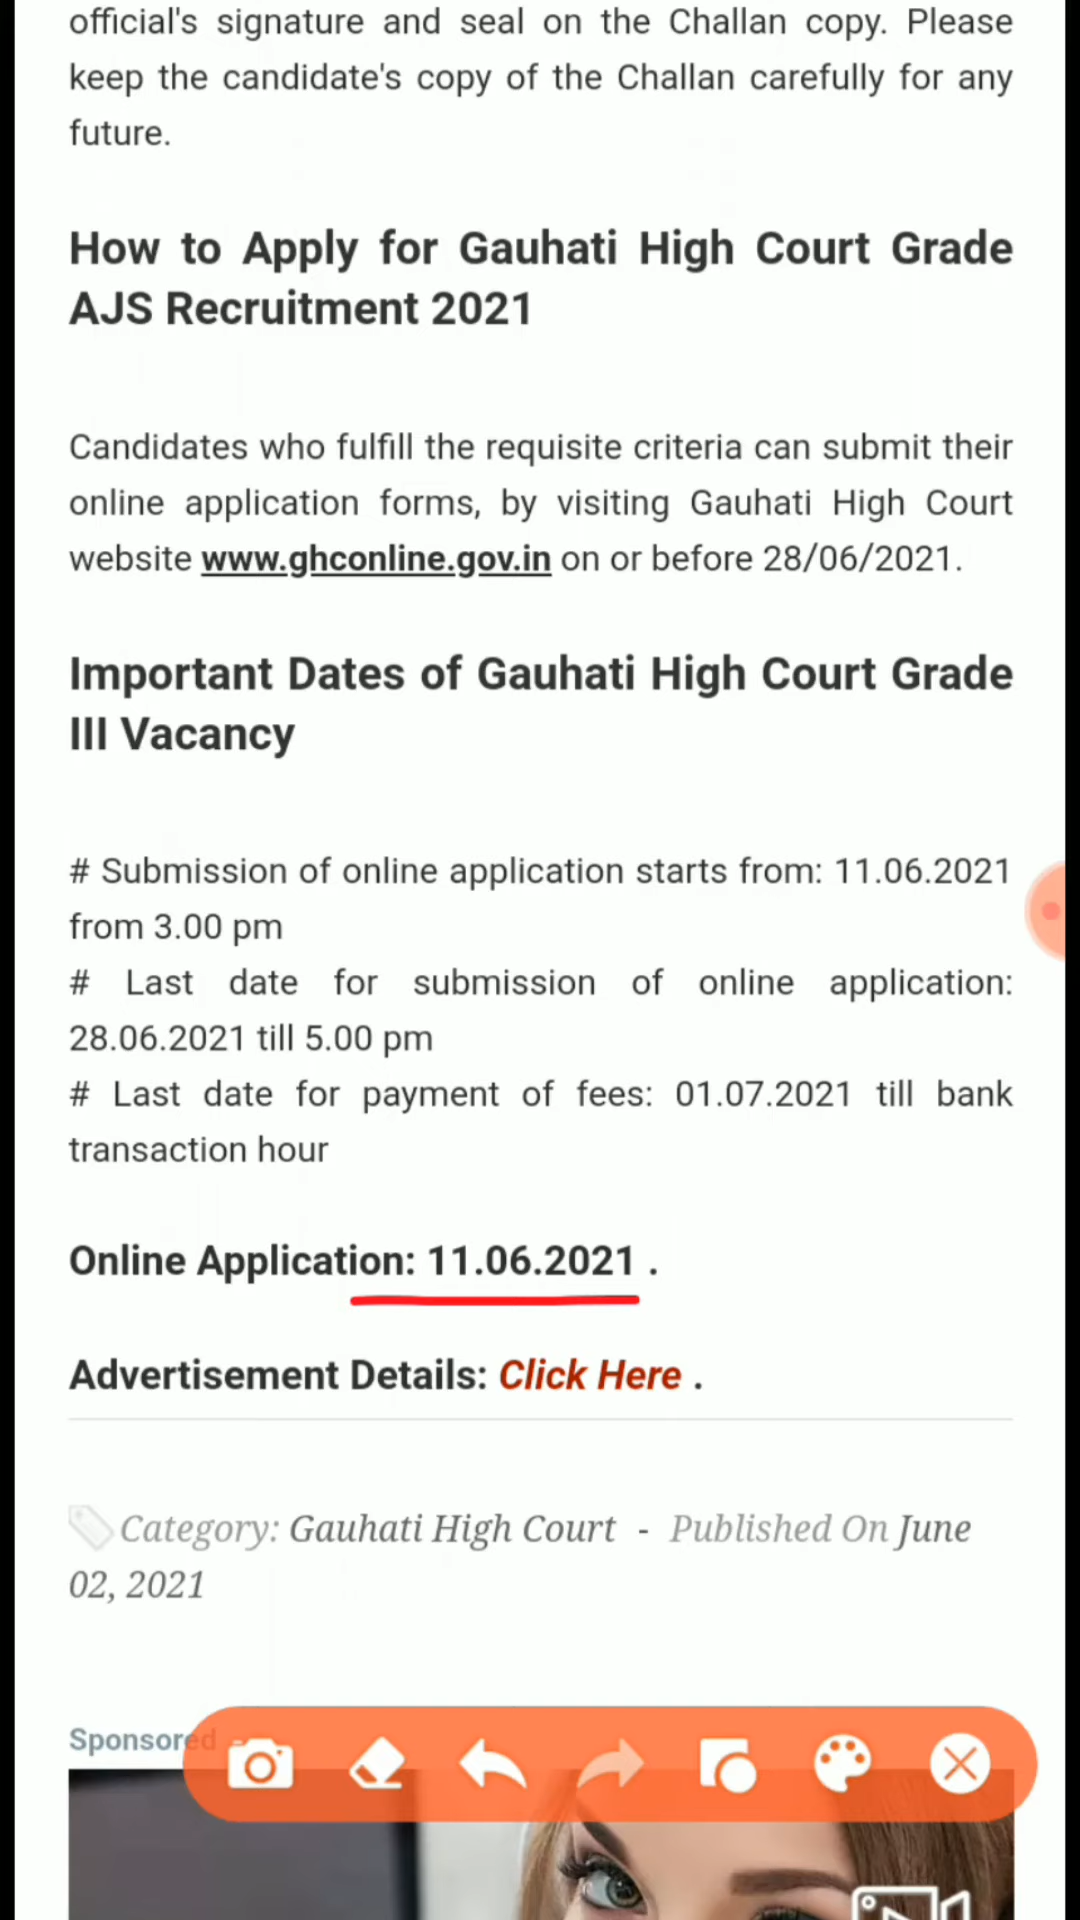 official's signature and seal on the Challan copy. Please
keep the candidate's copy of the Challan carefully for any
future.
How to Apply for Gauhati High Court Grade
AJS Recruitment 2021
Candidates who fulfill the requisite criteria can submit their
online application forms, by visiting Gauhati High Court
website www.ghconline.gov.in on or before 28/06/2021.
Important Dates of Gauhati High Court Grade
III Vacancy
# Submission of online application starts from: 11.06.2021
from 3.00 pm
# Last date for submission of online application:
28.06.2021 till 5.00 pm
# Last date for payment of fees: 01.07.2021 till bank
transaction hour
Online Application: 11.06.2021 .
Advertisement Details: Click Here .
Category: Gauhati High Court - Published On June
02, 2021
Sponsored